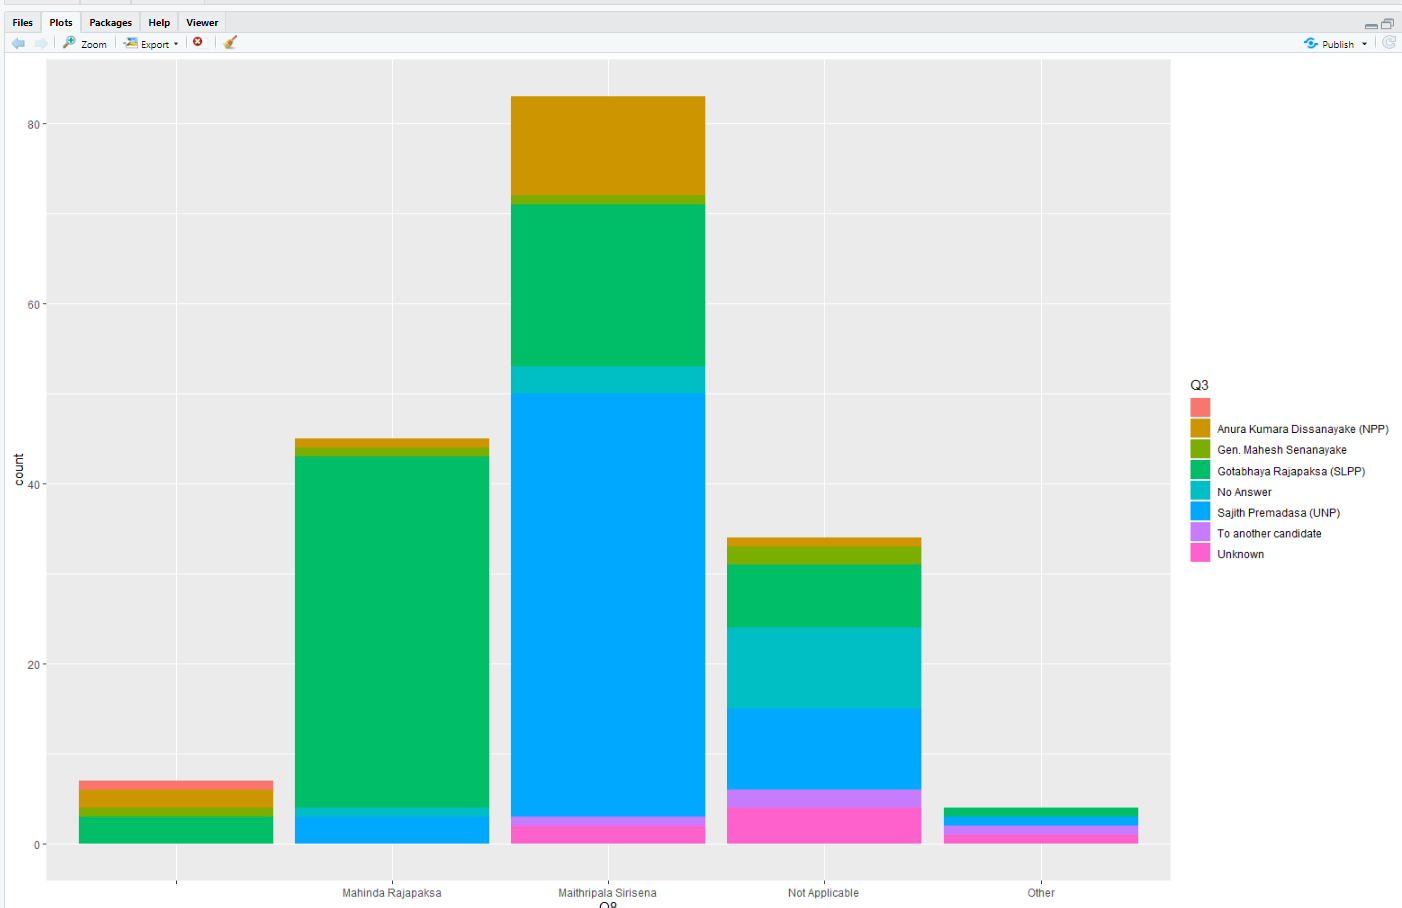 Files Plots Packages Help Viewer
Zoom Export Publish
80
60
40
20
0
count
Mahinda Rajapaksa Maithripala Sirisena Not Applicable Other
Q8
Q3
Anura Kumara Dissanayake (NPP)
Gen. Mahesh Senanayake
Gotabhaya Rajapaksa (SLPP)
No Answer
Sajith Premadasa (UNP)
To another candidate
Unknown